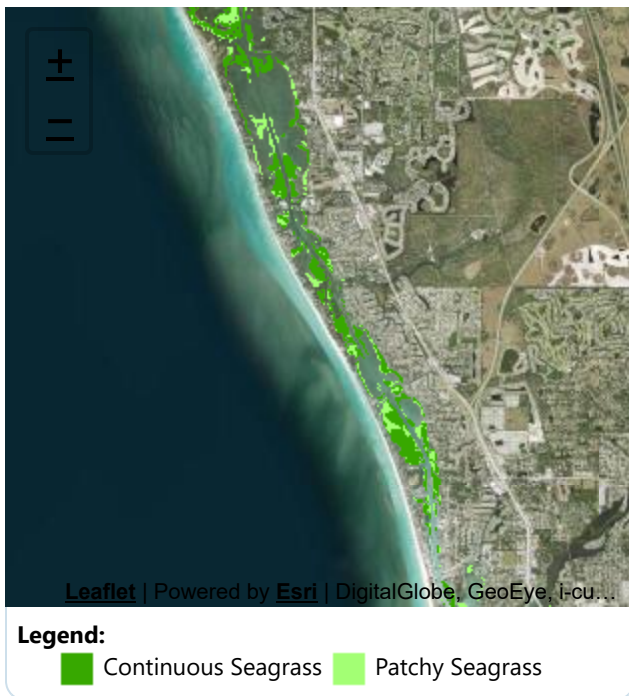 +
−
Leaflet | Powered by Esri | DigitalGlobe, GeoEye, i-cu…
Legend:
Continuous Seagrass Patchy Seagrass